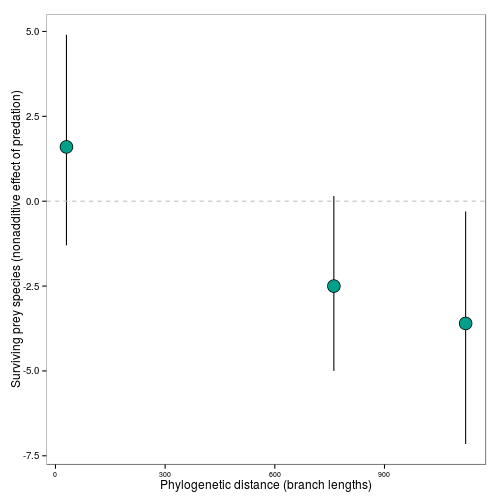 Surviving prey species (nonadditive effect of predation)
5.0
2.5
0.0
-2.5
-5.0
-7.5
0 300 600 900
Phylogenetic distance (branch lengths)